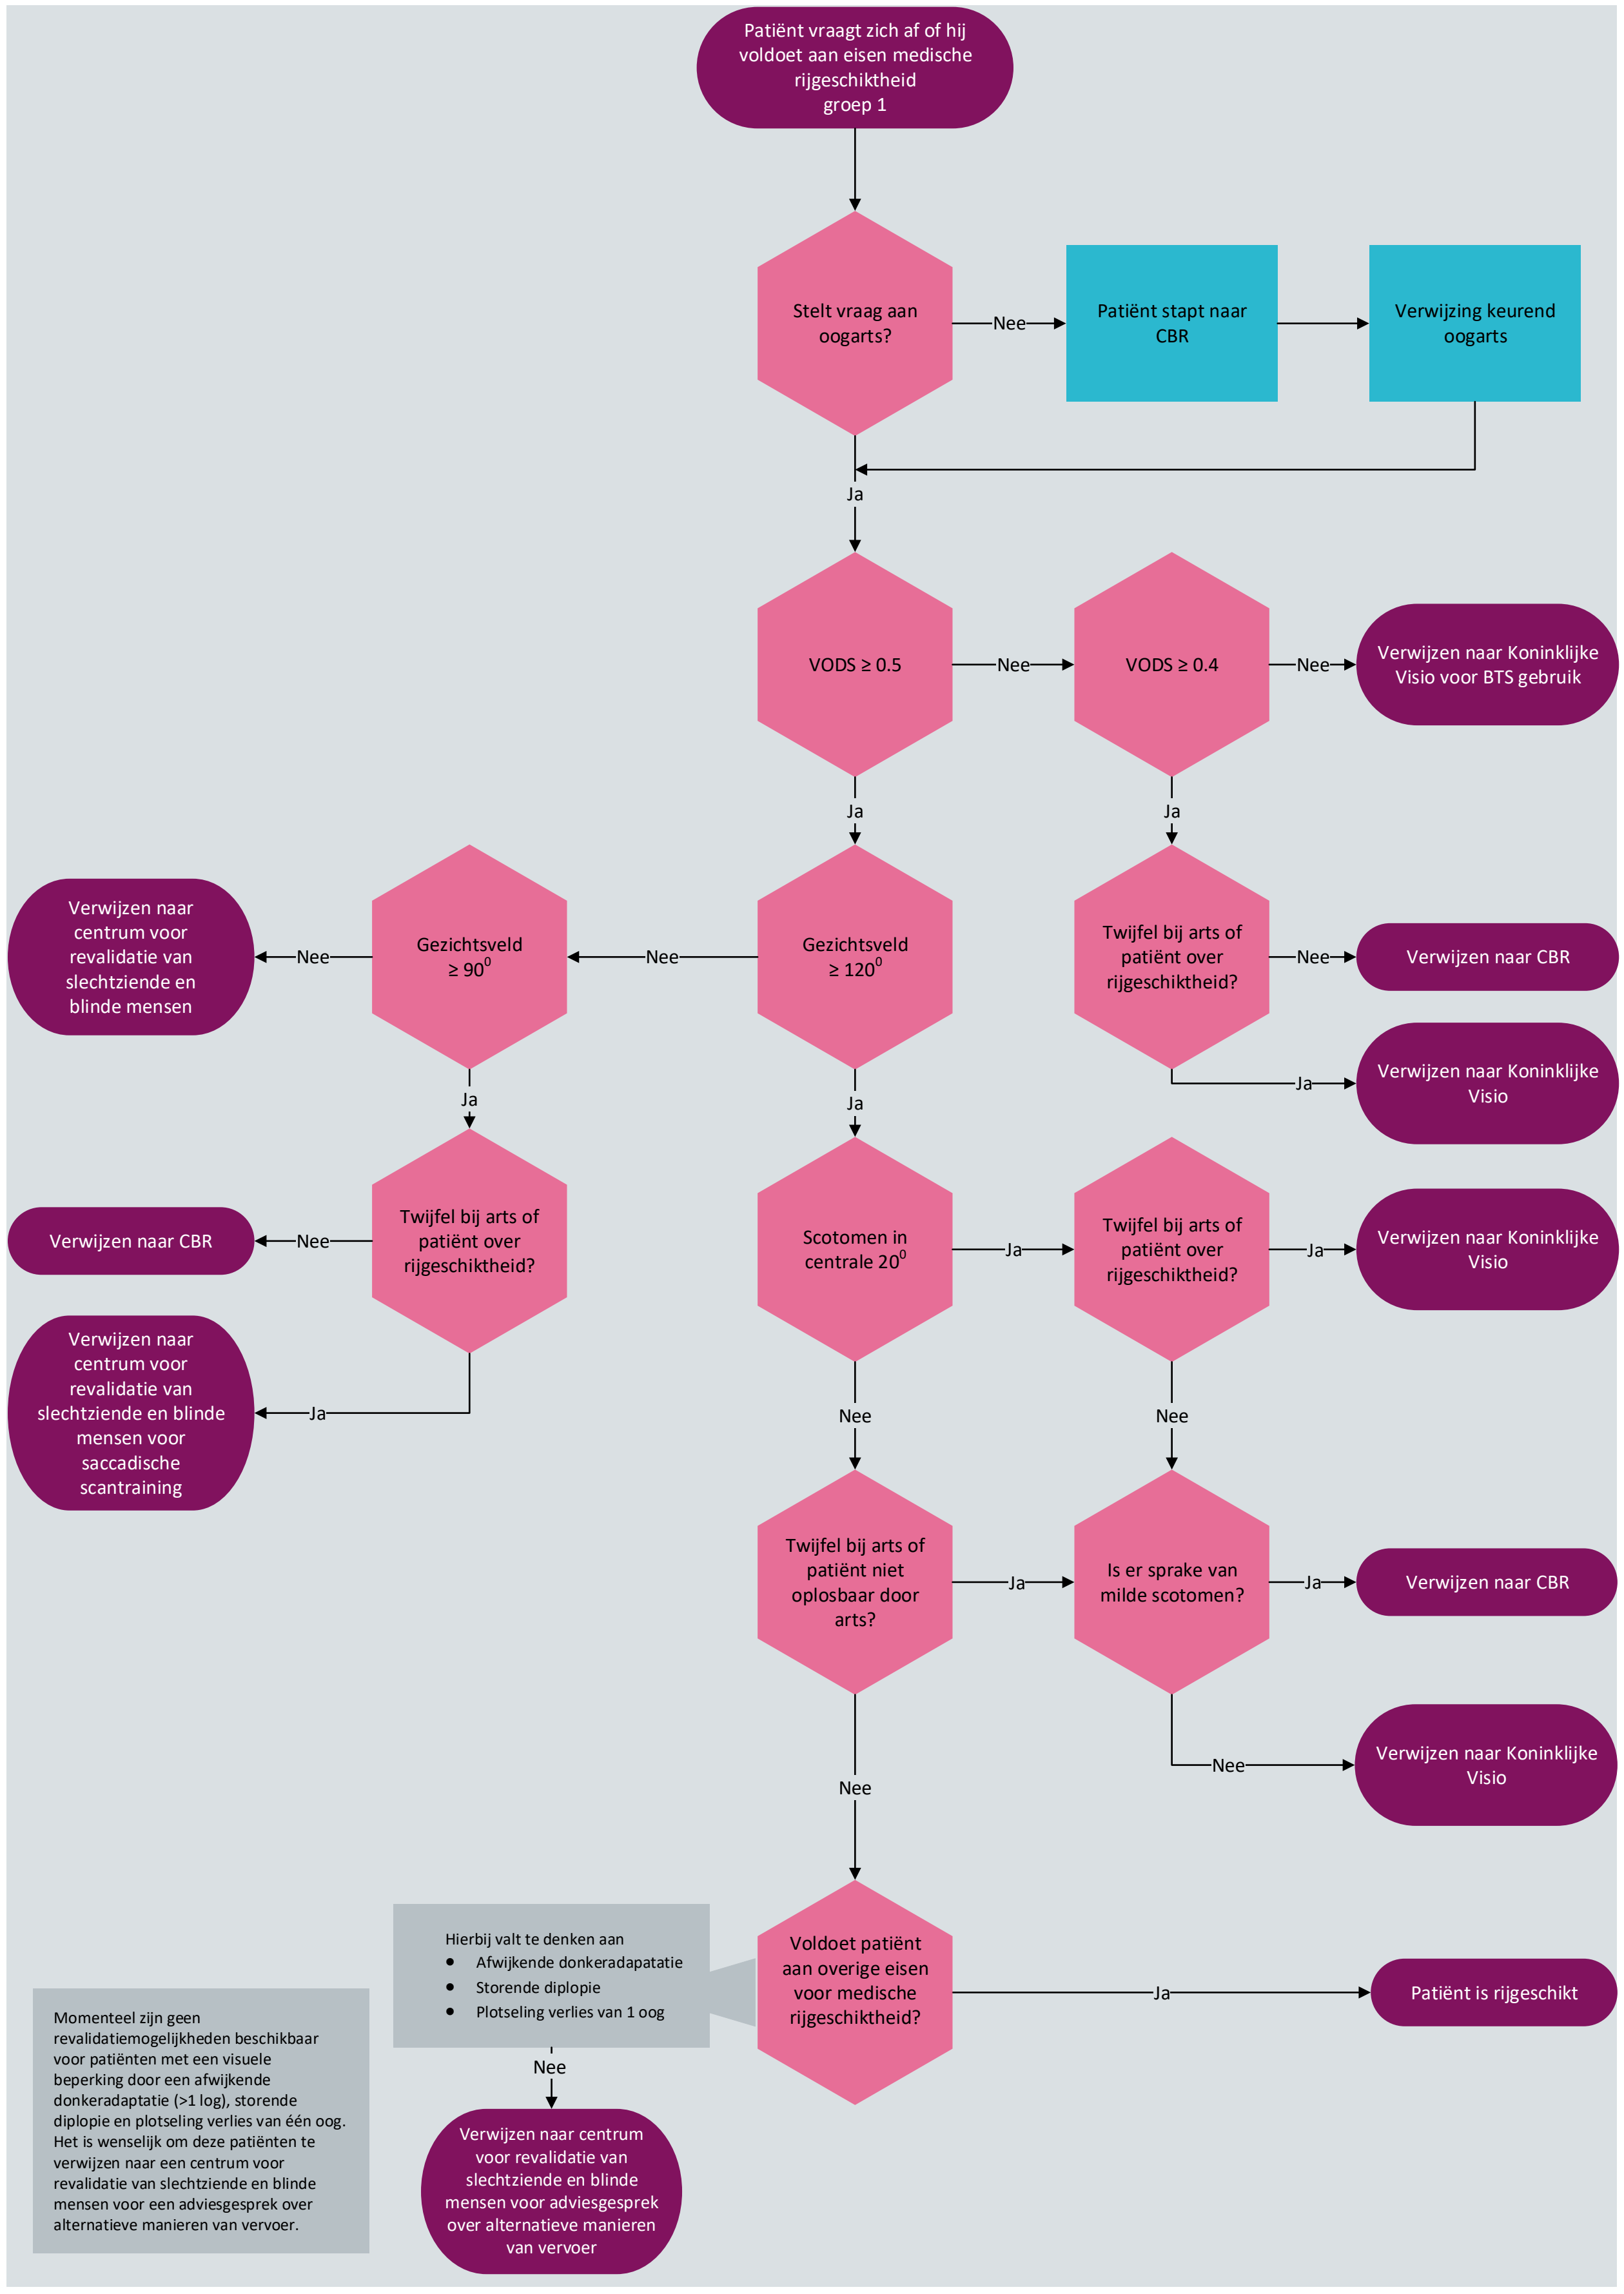 Patiënt vraagt zich af of hij
voldoet aan eisen medische
rijgeschiktheid
groep 1
Stelt vraag aan
oogarts?
Nee
Patiënt stapt naar
CBR
Verwijzing keurend
oogarts
Ja
VODS ≥ 0.5
Nee
VODS ≥ 0.4
Nee
Verwijzen naar Koninklijke
Visio voor BTS gebruik
Ja
Ja
Verwijzen naar
centrum voor
revalidatie van
slechtziende en
blinde mensen
Nee
Gezichtsveld
≥ 90⁰
Nee
Gezichtsveld
≥ 120⁰
Twijfel bij arts of
patiënt over
rijgeschiktheid?
Nee
Verwijzen naar CBR
Ja
Verwijzen naar Koninklijke
Visio
Ja
Ja
Verwijzen naar CBR
Nee
Twijfel bij arts of
patiënt over
rijgeschiktheid?
Scotomen in
centrale 20⁰
Ja
Twijfel bij arts of
patiënt over
rijgeschiktheid?
Ja
Verwijzen naar Koninklijke
Visio
Verwijzen naar
centrum voor
revalidatie van
slechtziende en blinde
mensen voor
saccadische
scantraining
Ja
Nee
Nee
Twijfel bij arts of
patiënt niet
oplosbaar door
arts?
Ja
Is er sprake van
milde scotomen?
Ja
Verwijzen naar CBR
Nee
Verwijzen naar Koninklijke
Visio
Nee
Hierbij valt te denken aan
● Afwijkende donkeradapatatie
● Storende diplopie
● Plotseling verlies van 1 oog
Voldoet patiënt
aan overige eisen
voor medische
rijgeschiktheid?
Ja
Patiënt is rijgeschikt
Nee
Verwijzen naar centrum
voor revalidatie van
slechtziende en blinde
mensen voor adviesgesprek
over alternatieve manieren
van vervoer
Momenteel zijn geen
revalidatiemogelijkheden beschikbaar
voor patiënten met een visuele
beperking door een afwijkende
donkeradaptatie (>1 log), storende
diplopie en plotseling verlies van één oog.
Het is wenselijk om deze patiënten te
verwijzen naar een centrum voor
revalidatie van slechtziende en blinde
mensen voor een adviesgesprek over
alternatieve manieren van vervoer.